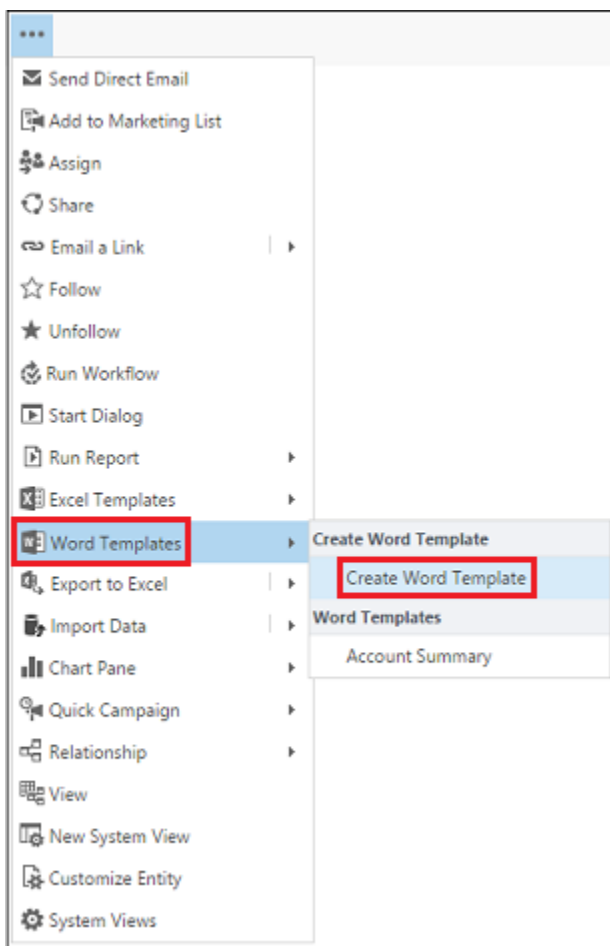 •••
Send Direct Email
Add to Marketing List
Assign
Share
Email a Link
Follow
Unfollow
Run Workflow
Start Dialog
Run Report
Excel Templates
Word Templates
Create Word Template
Create Word Template
Word Templates
Account Summary
Export to Excel
Import Data
Chart Pane
Quick Campaign
Relationship
View
New System View
Customize Entity
System Views